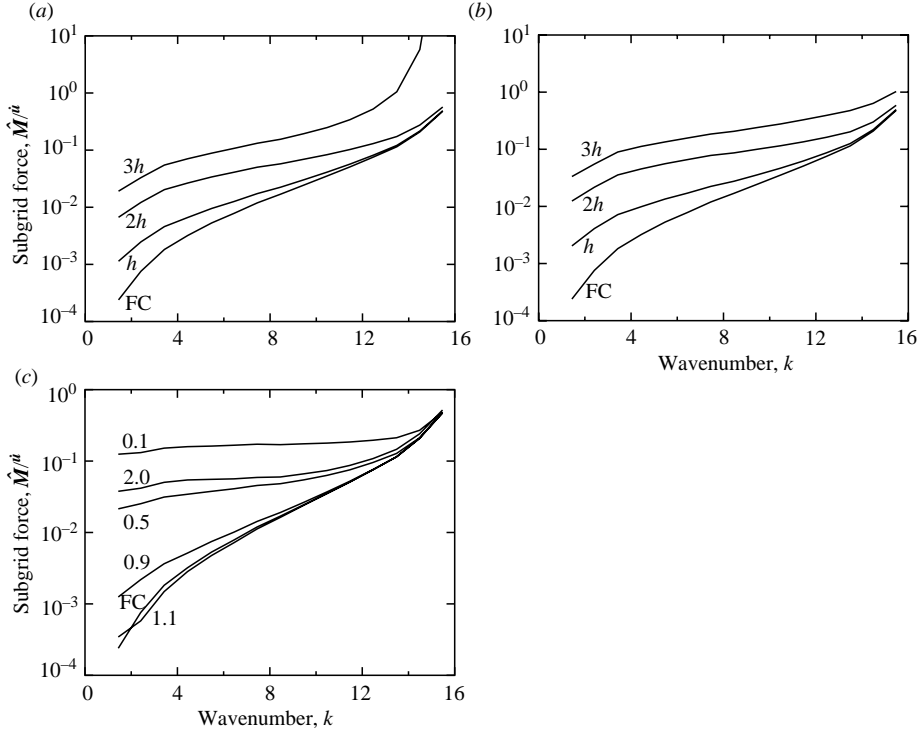 (a)
10^1
10^0
10^-1
10^-2
10^-3
10^-4
Subgrid force, M̂/u̇
3h
2h
h
FC
0 4 8 12 16
(b)
10^1
10^0
10^-1
10^-2
10^-3
10^-4
3h
2h
h
FC
0 4 8 12 16
Wavenumber, k
(c)
10^0
10^-1
10^-2
10^-3
10^-4
Subgrid force, M̂/u̇
0.1
2.0
0.5
0.9
FC
1.1
0 4 8 12 16
Wavenumber, k